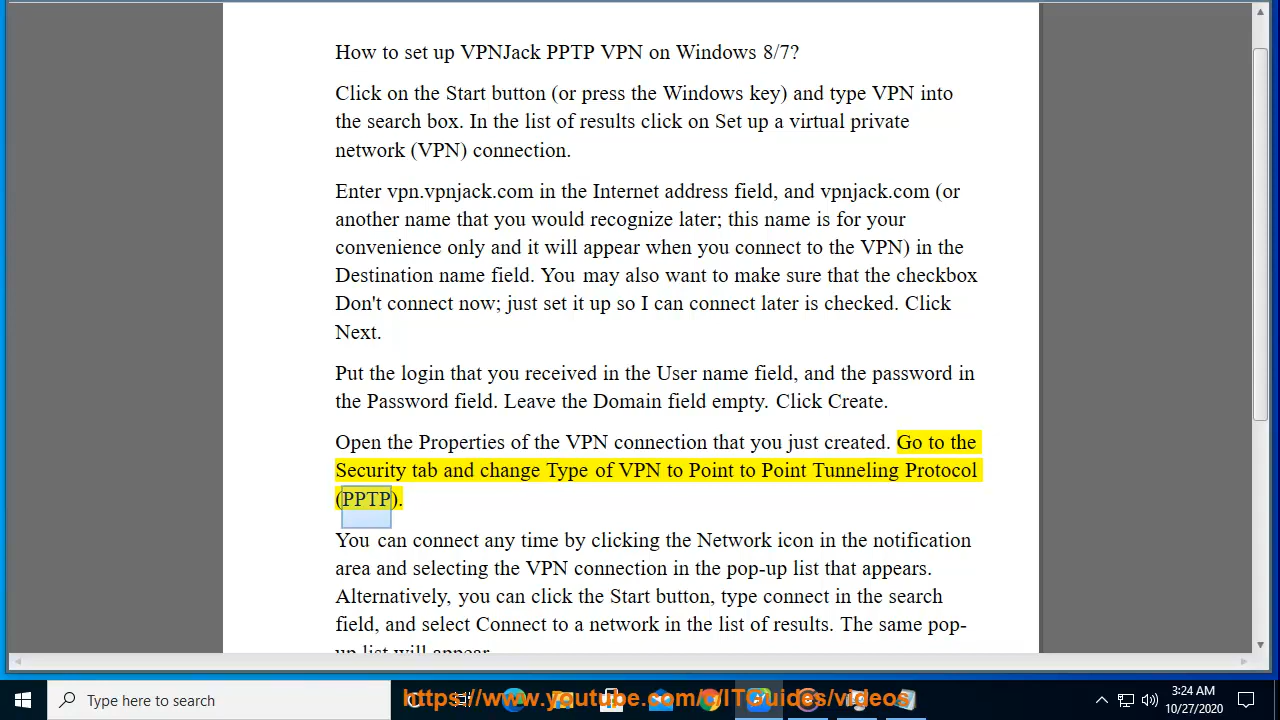 How to set up VPNJack PPTP VPN on Windows 8/7?
Click on the Start button (or press the Windows key) and type VPN into
the search box. In the list of results click on Set up a virtual private
network (VPN) connection.
Enter vpn.vpnjack.com in the Internet address field, and vpnjack.com (or
another name that you would recognize later; this name is for your
convenience only and it will appear when you connect to the VPN) in the
Destination name field. You may also want to make sure that the checkbox
Don't connect now; just set it up so I can connect later is checked. Click
Next.
Put the login that you received in the User name field, and the password in
the Password field. Leave the Domain field empty. Click Create.
Open the Properties of the VPN connection that you just created. Go to the
Security tab and change Type of VPN to Point to Point Tunneling Protocol
(PPTP).
You can connect any time by clicking the Network icon in the notification
area and selecting the VPN connection in the pop-up list that appears.
Alternatively, you can click the Start button, type connect in the search
field, and select Connect to a network in the list of results. The same pop-
up list will appear
Type here to search
https://www.youtube.com/@ITGuides/videos
3:24 AM
10/27/2020